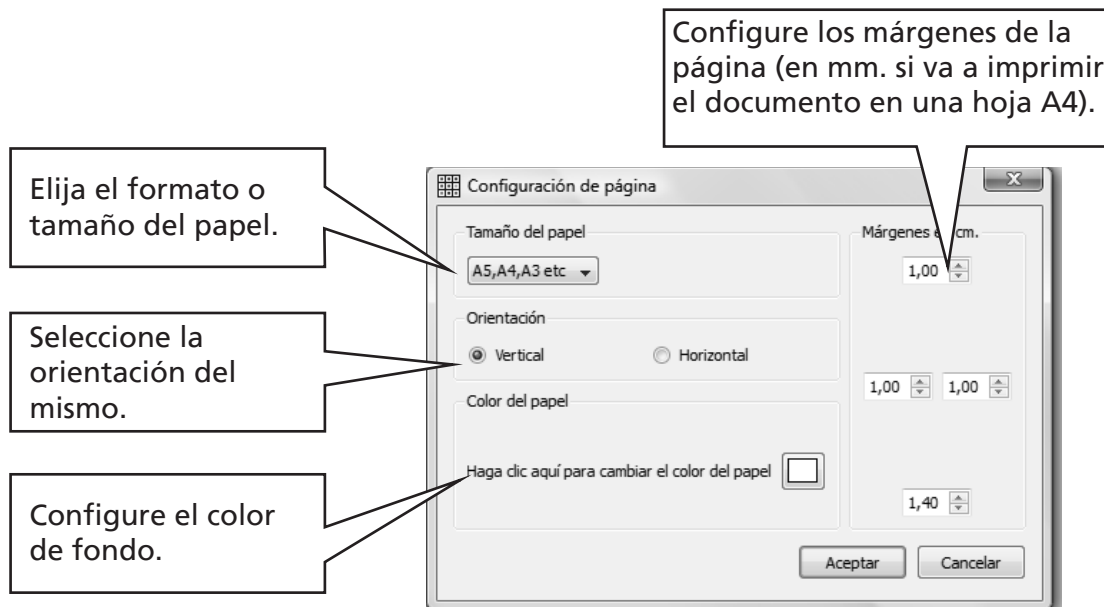 Configure los márgenes de la
página (en mm. si va a imprimir
el documento en una hoja A4).
Elija el formato o
tamaño del papel.
Seleccione la
orientación del
mismo.
Configure el color
de fondo.
Configuración de página
Tamaño del papel
A5,A4,A3 etc
Orientación
Vertical Horizontal
Color del papel
Haga clic aquí para cambiar el color del papel
Márgenes cm.
1,00
1,00 1,00
1,40
Aceptar Cancelar